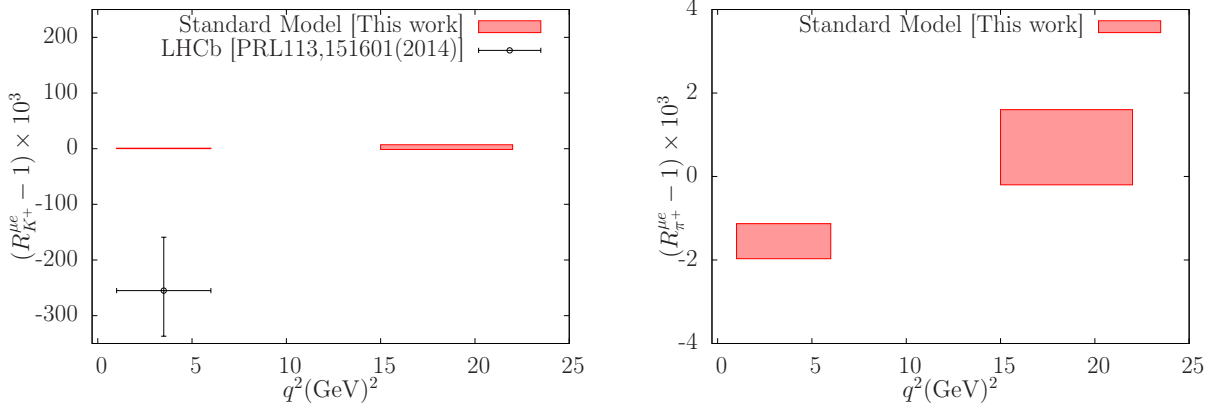 Standard Model [This work]
LHCb [PRL113,151601(2014)]
200
100
0
-100
-200
-300
(R^{μe}_{K^+} − 1) × 10^3
0 5 10 15 20 25
q^2(GeV)^2
Standard Model [This work]
4
2
0
-2
-4
(R^{μe}_{π^+} − 1) × 10^3
0 5 10 15 20 25
q^2(GeV)^2